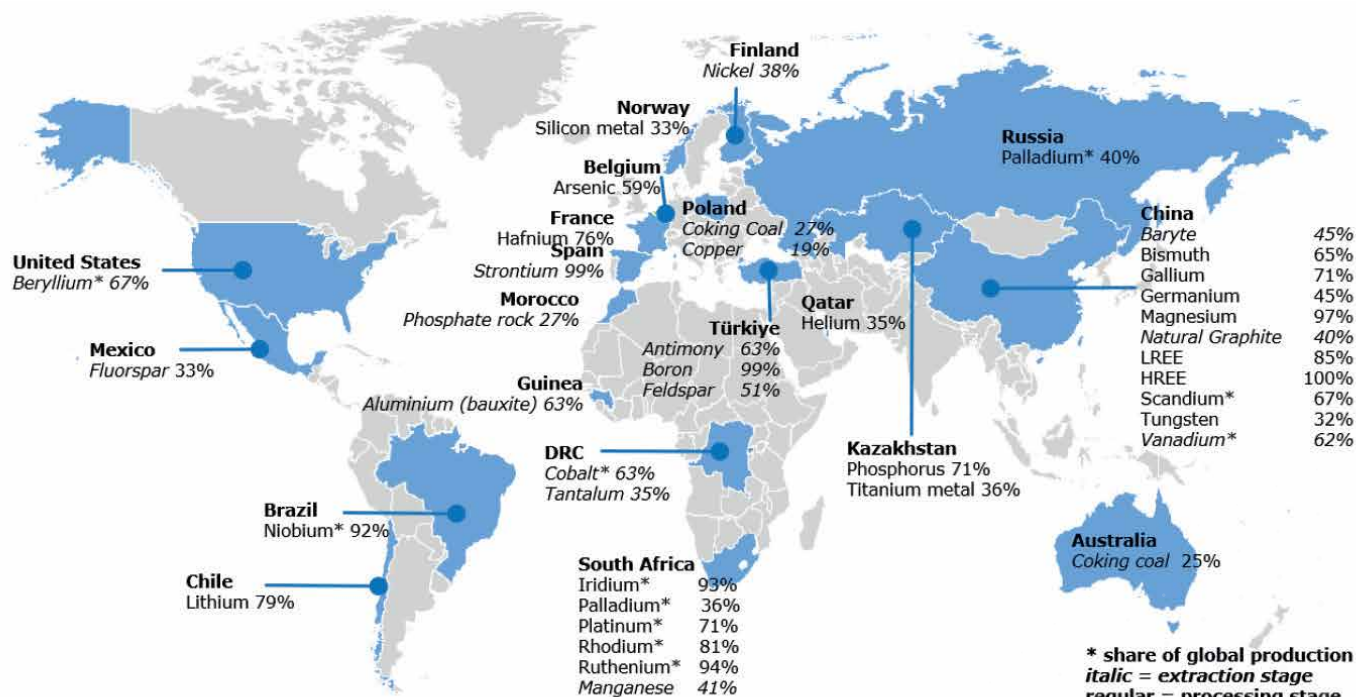 Finland
Nickel 38%
Norway
Silicon metal 33%
Belgium
Arsenic 59%
France
Hafnium 76%
Spain
Strontium 99%
Morocco
Phosphate rock 27%
Poland
Coking Coal 27%
Copper 19%
Russia
Palladium* 40%
United States
Beryllium* 67%
Mexico
Fluorspar 33%
Guinea
Aluminium (bauxite) 63%
Türkiye
Antimony 63%
Boron 99%
Feldspar 51%
Qatar
Helium 35%
China
Baryte 45%
Bismuth 65%
Gallium 71%
Germanium 45%
Magnesium 97%
Natural Graphite 40%
LREE 85%
HREE 100%
Scandium* 67%
Tungsten 32%
Vanadium* 62%
DRC
Cobalt* 63%
Tantalum 35%
Kazakhstan
Phosphorus 71%
Titanium metal 36%
Brazil
Niobium* 92%
Chile
Lithium 79%
South Africa
Iridium* 93%
Palladium* 36%
Platinum* 71%
Rhodium* 81%
Ruthenium* 94%
Manganese 41%
Australia
Coking coal 25%
* share of global production
italic = extraction stage
regular = processing stage